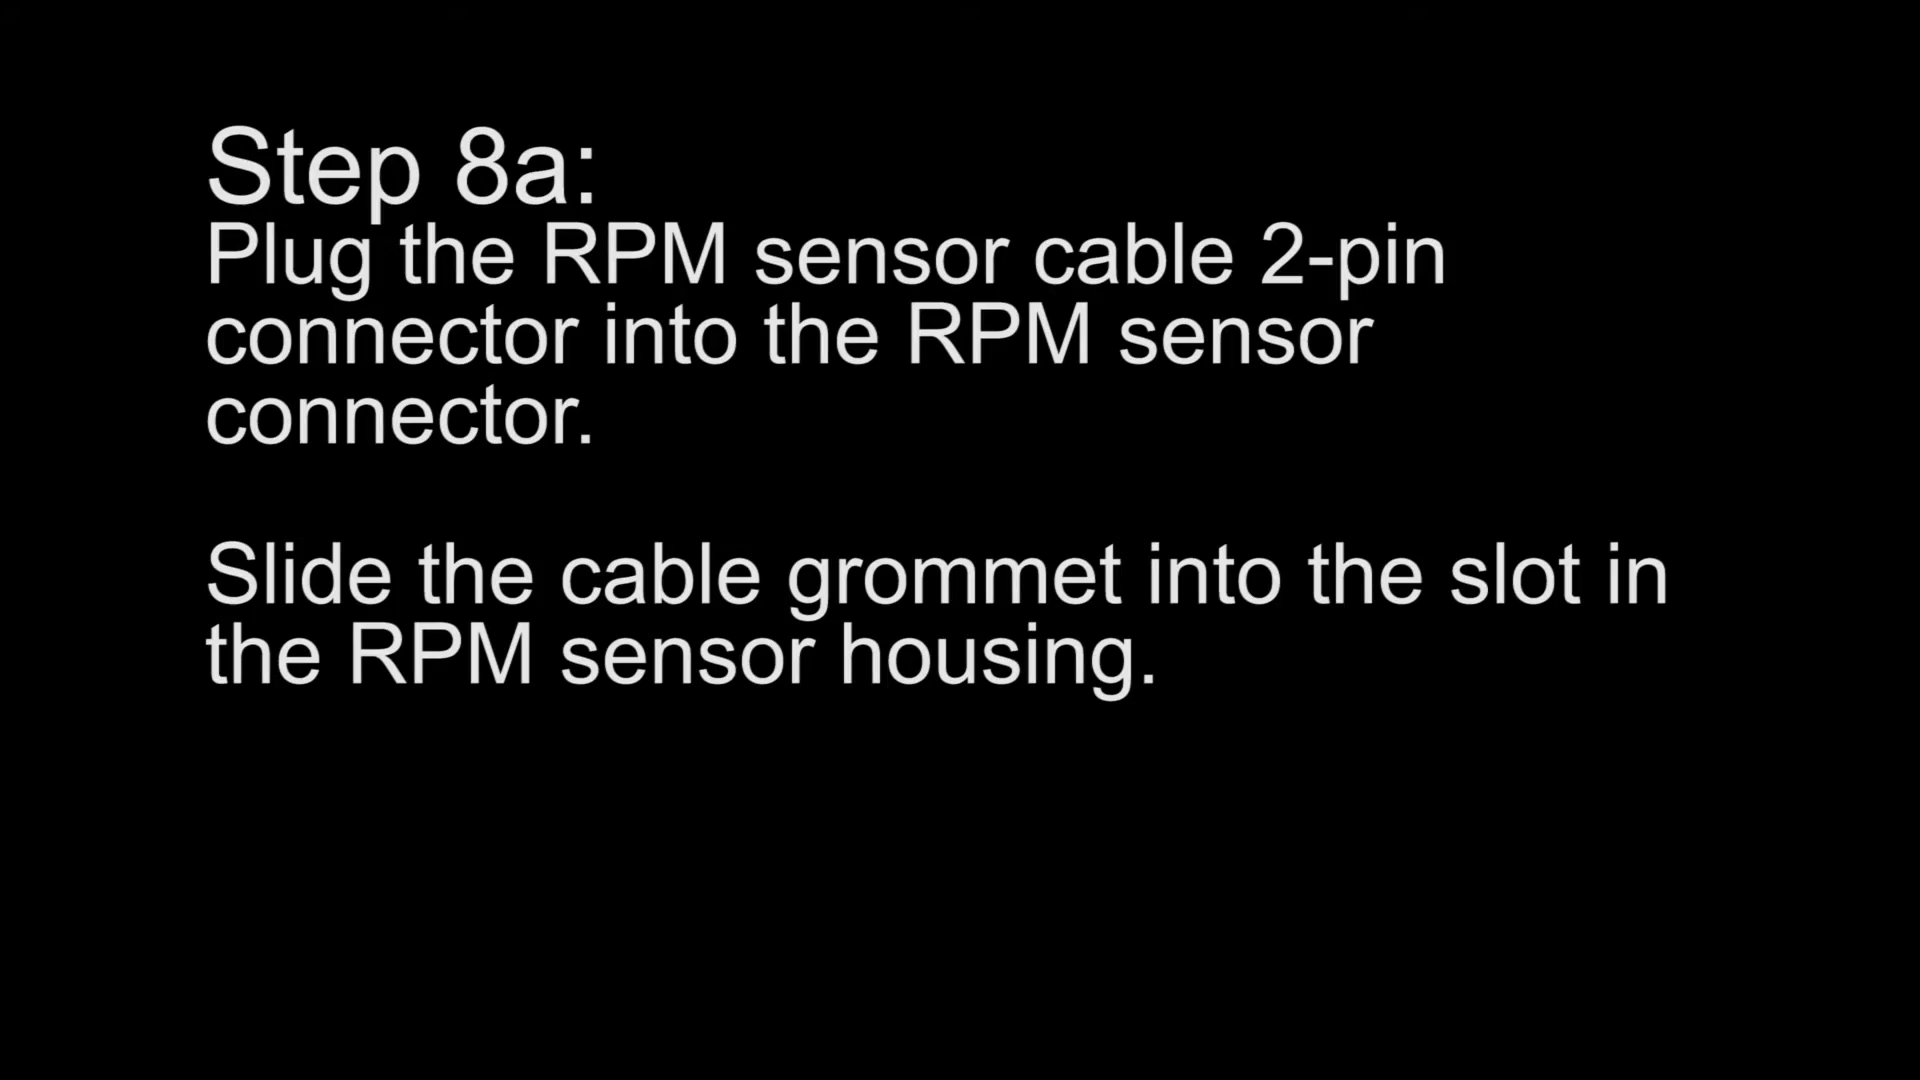 Step 8a:
Plug the RPM sensor cable 2-pin
connector into the RPM sensor
connector.
Slide the cable grommet into the slot in
the RPM sensor housing.